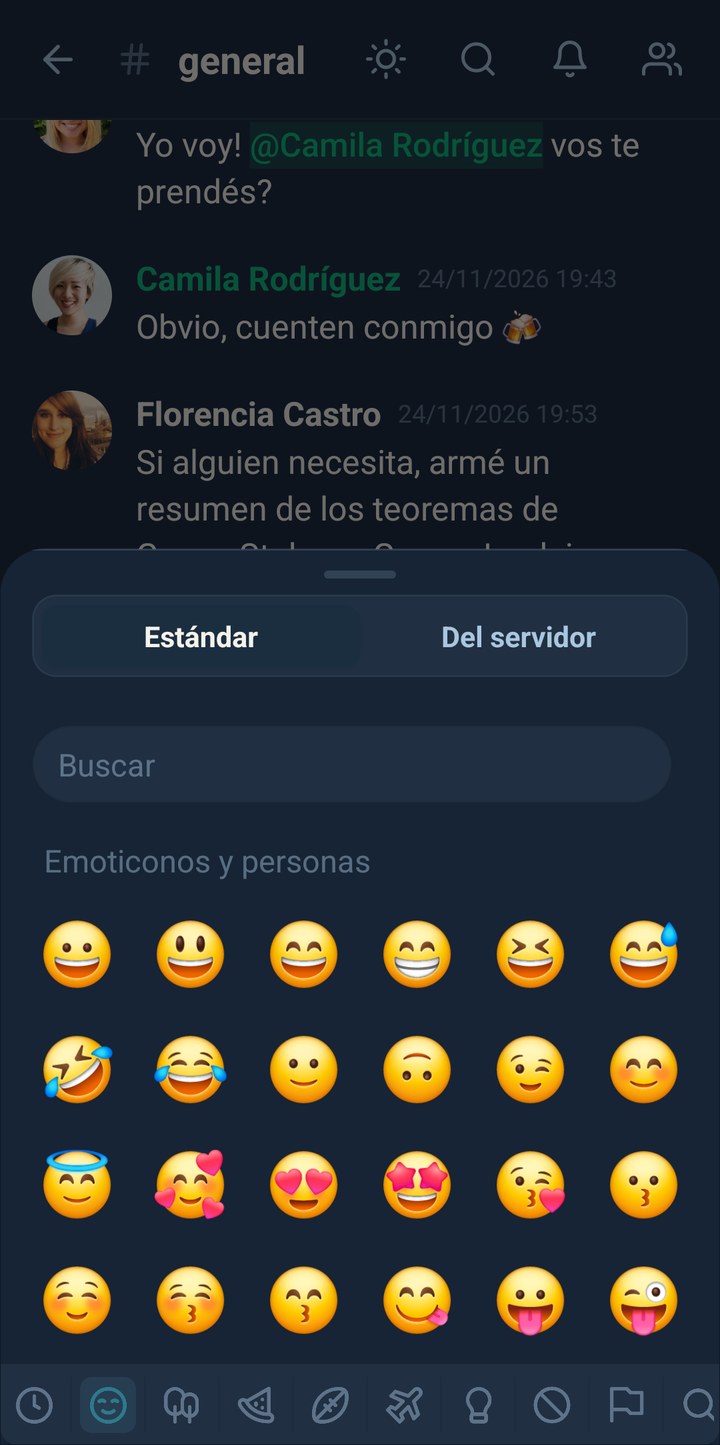 # general
Yo voy! @Camila Rodríguez vos te
prendés?
Camila Rodríguez 24/11/2026 19:43
Obvio, cuenten conmigo 🍻
Florencia Castro 24/11/2026 19:53
Si alguien necesita, armé un
resumen de los teoremas de
Estándar
Del servidor
Buscar
Emoticonos y personas